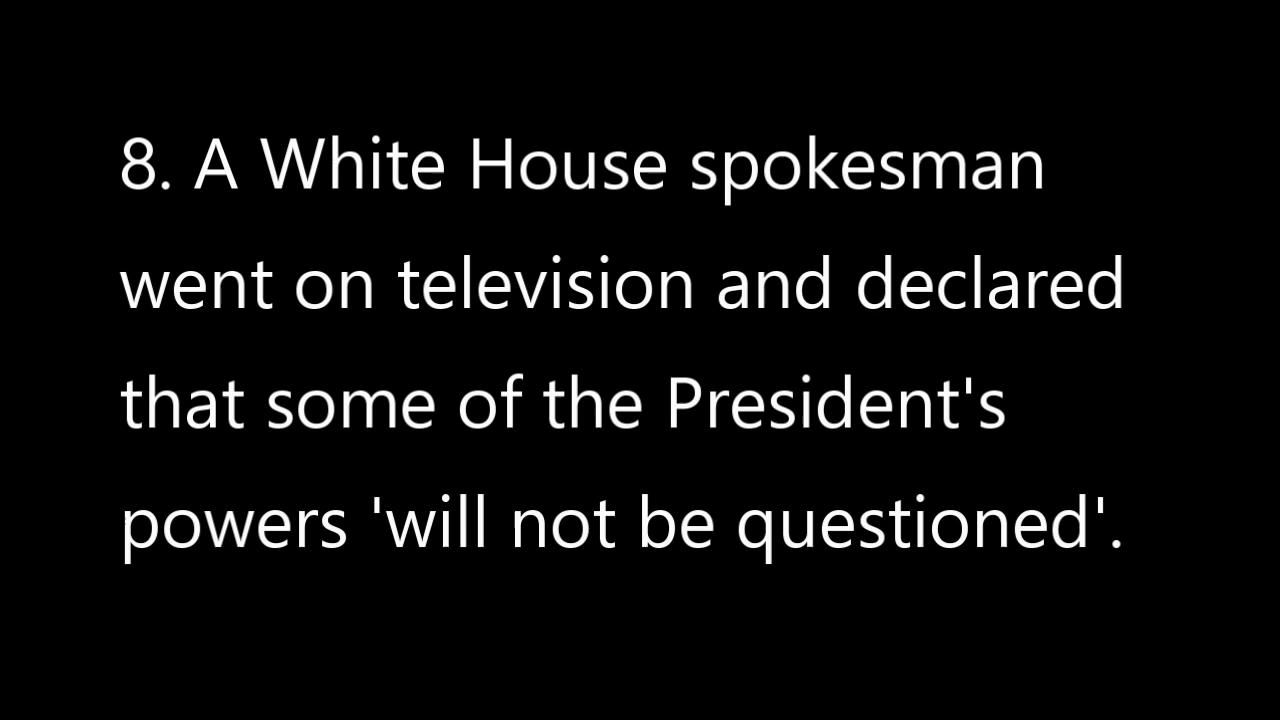 8. A White House spokesman
went on television and declared
that some of the President's
powers 'will not be questioned'.